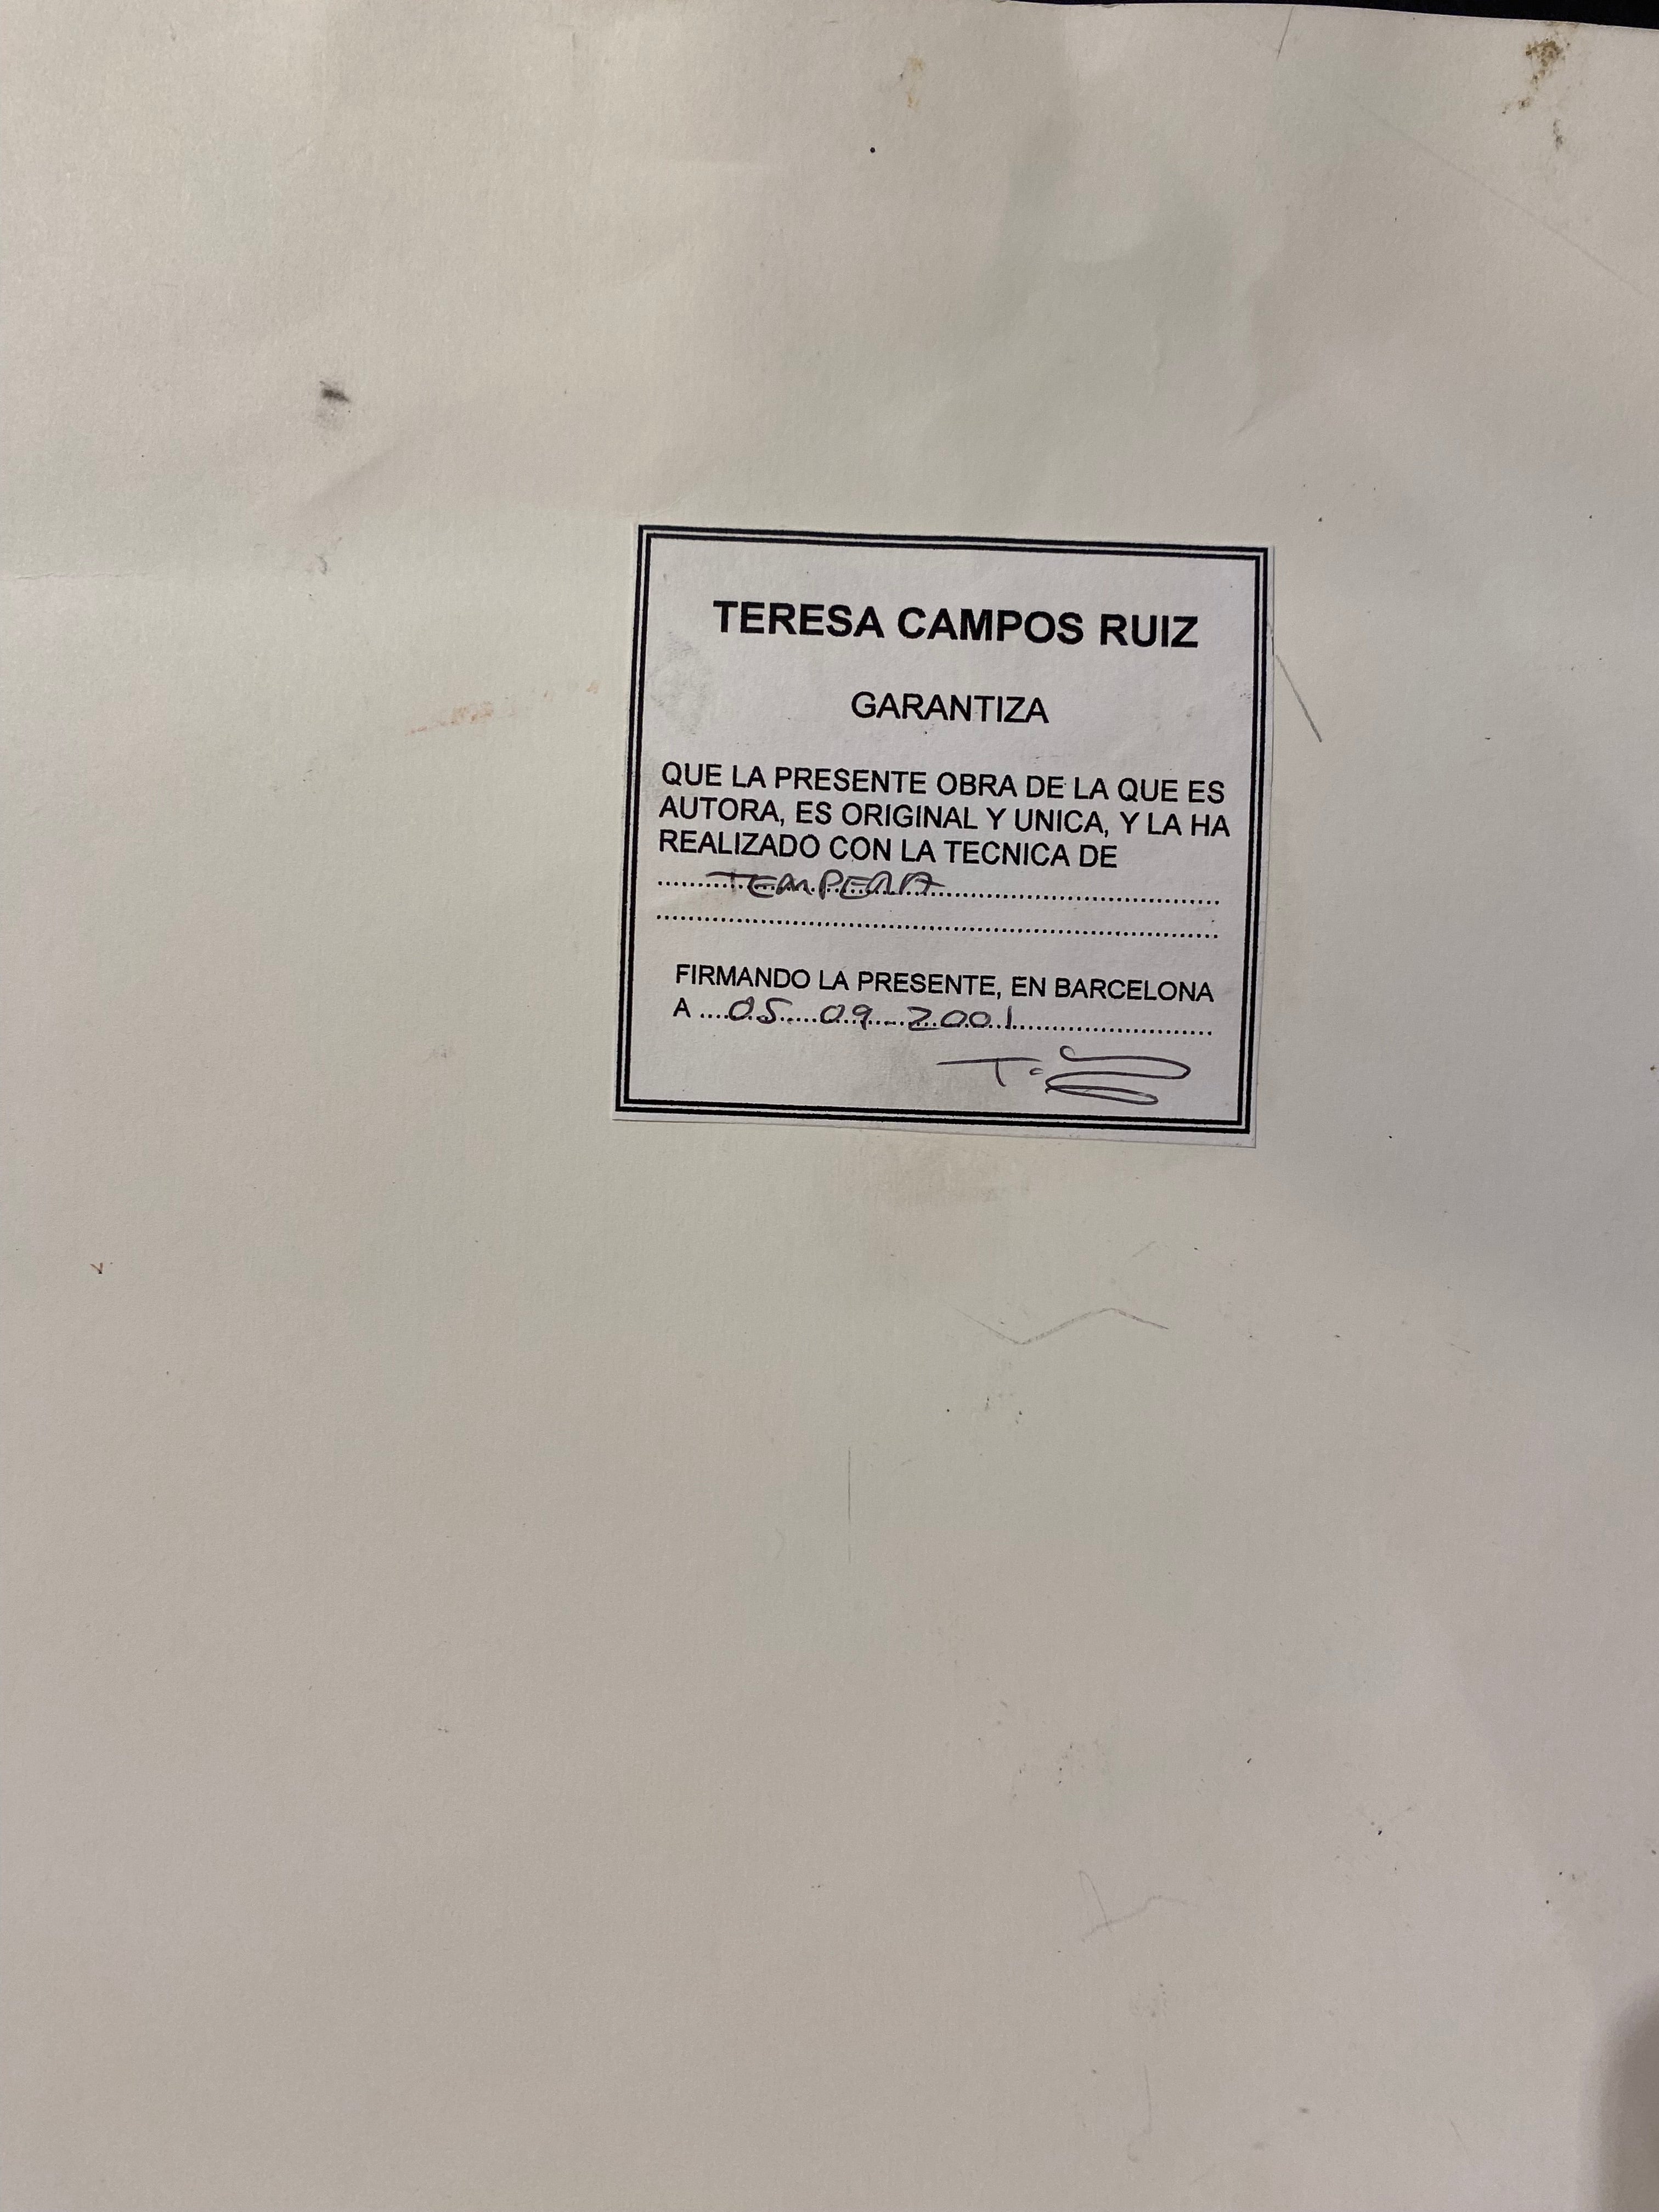 TERESA CAMPOS RUIZ
GARANTIZA
QUE LA PRESENTE OBRA DE LA QUE ES
AUTORA, ES ORIGINAL Y UNICA, Y LA HA
REALIZADO CON LA TECNICA DE
TEMPERA
FIRMANDO LA PRESENTE, EN BARCELONA
A ....05....09...2001..............................